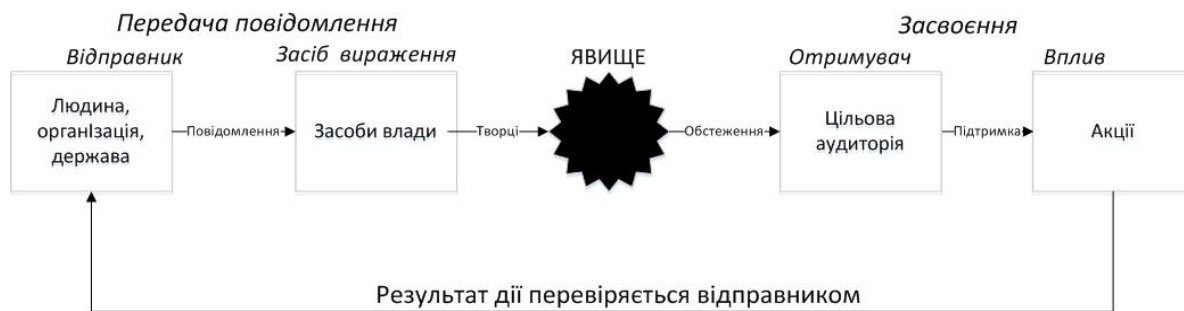 Передача повідомлення
Засвоєння
Відправник
Засіб вираження
ЯВИЩЕ
Отримувач
Вплив
Людина,
організація,
держава
Повідомлення
Засоби влади
Творці
Обстеження
Цільова
аудиторія
Підтримка
Акції
Результат дії перевіряється відправником